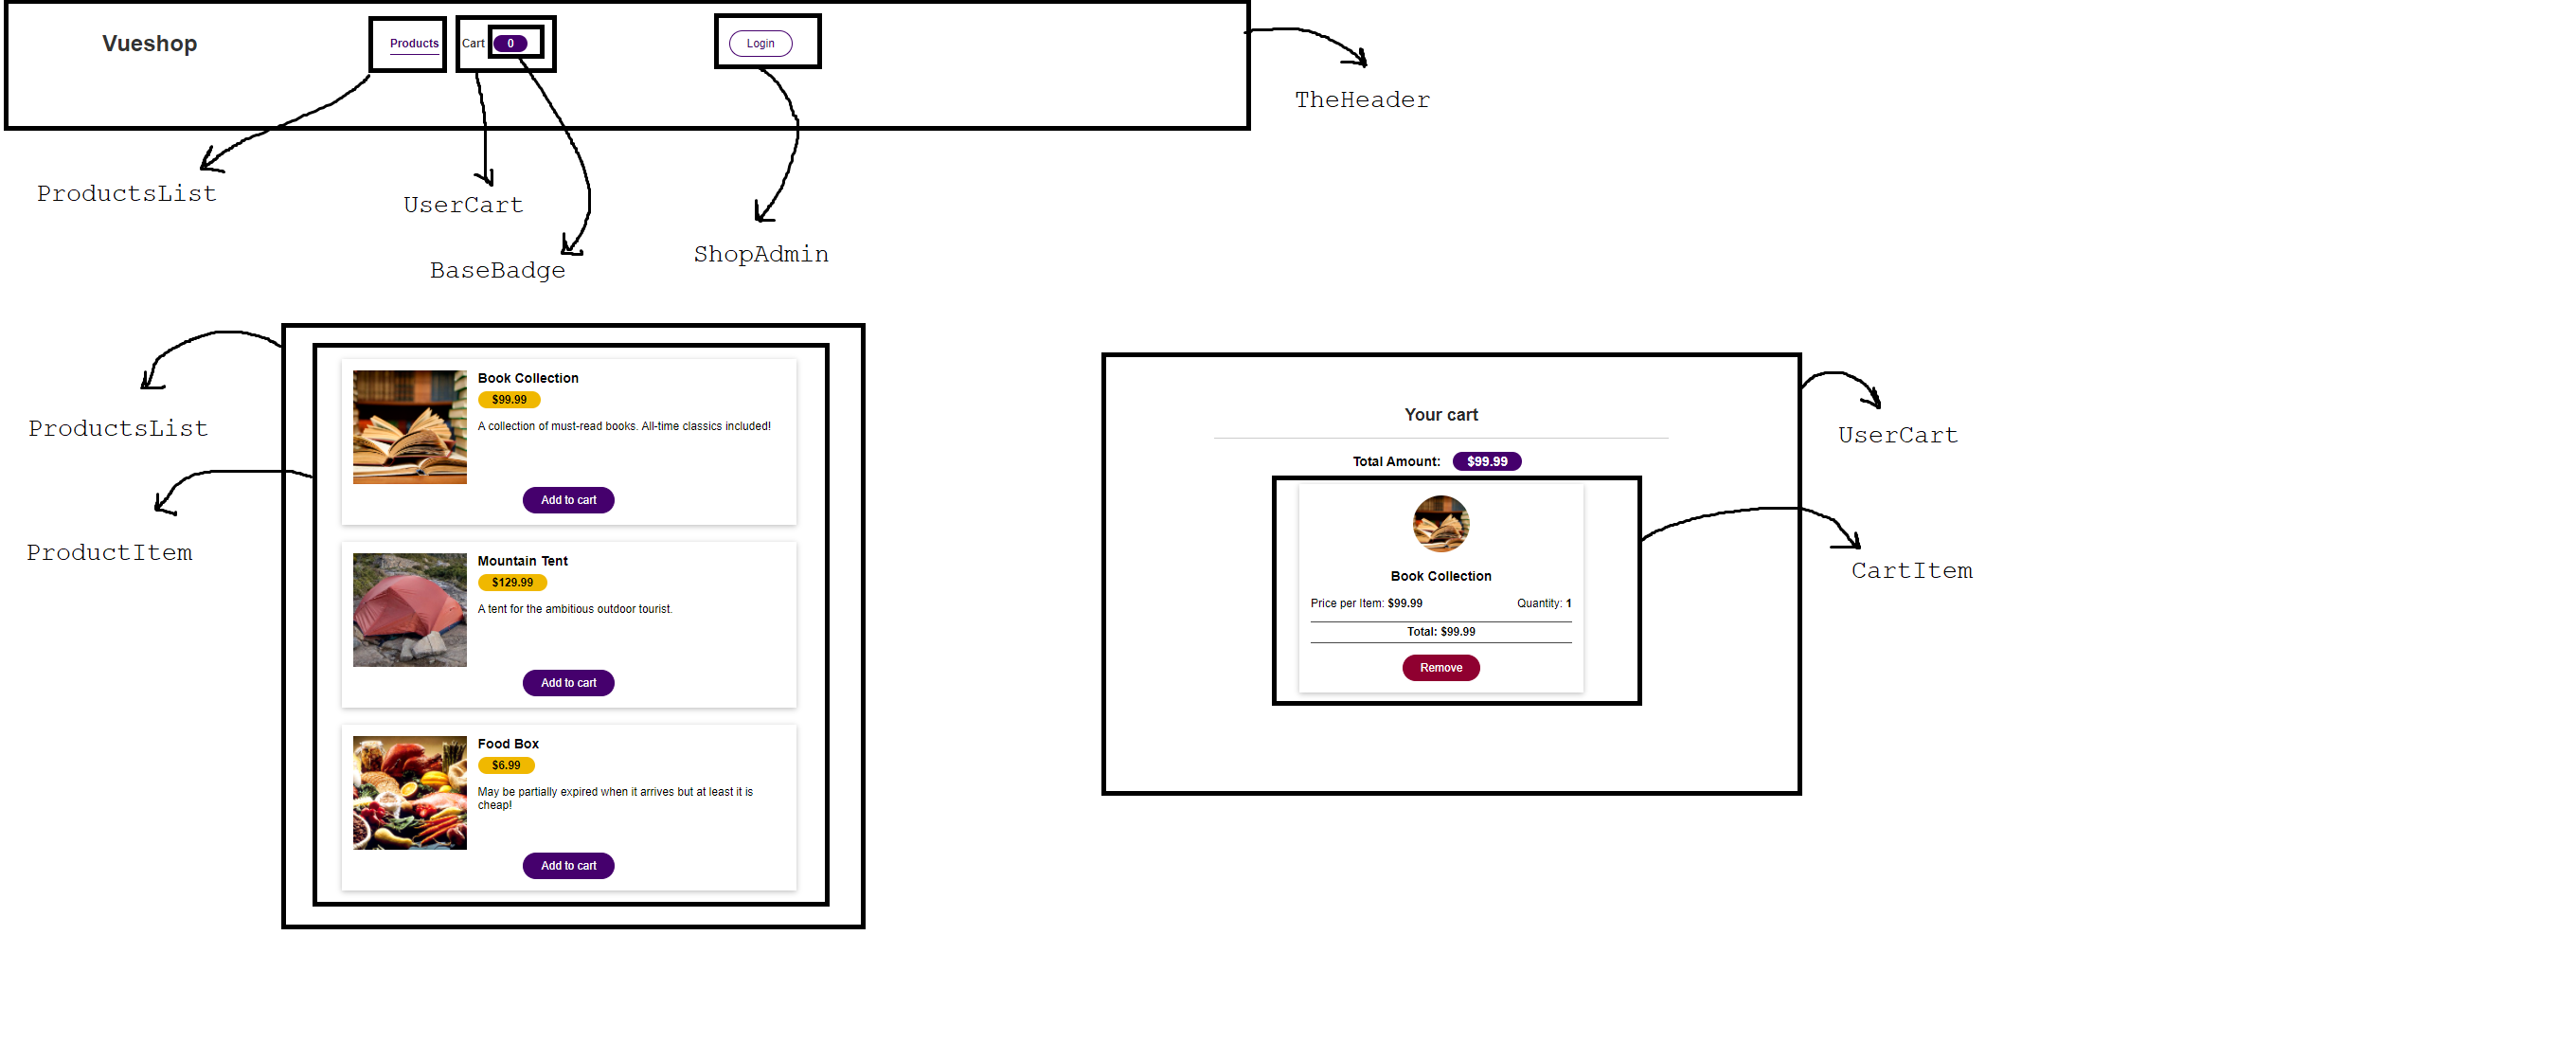 Vueshop
Products
Cart 0
Login
TheHeader
ProductsList
UserCart
BaseBadge
ShopAdmin
ProductsList
ProductItem
Book Collection
$99.99
A collection of must-read books. All-time classics included!
Add to cart
Mountain Tent
$129.99
A tent for the ambitious outdoor tourist.
Add to cart
Food Box
$6.99
May be partially expired when it arrives but at least it is
cheap!
Add to cart
Your cart
Total Amount: $99.99
Book Collection
Price per Item: $99.99 Quantity: 1
Total: $99.99
Remove
UserCart
CartItem